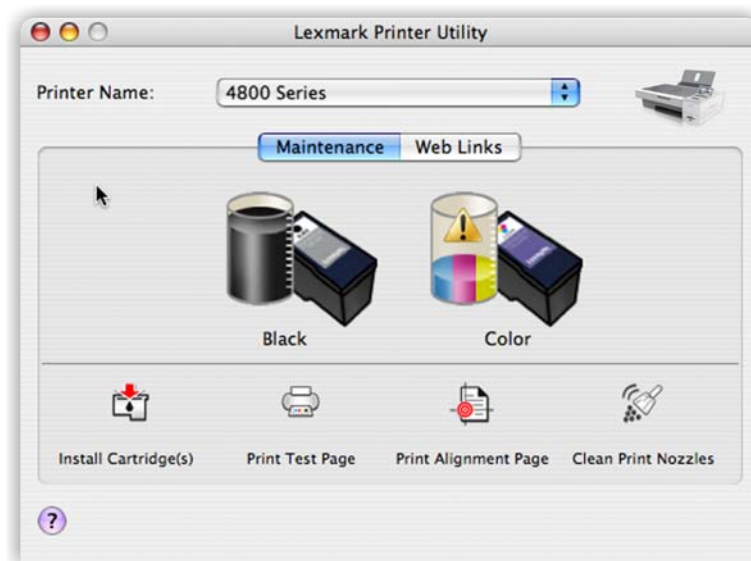 Lexmark Printer Utility
Printer Name:
4800 Series
Maintenance
Web Links
Black
Color
Install Cartridge(s)
Print Test Page
Print Alignment Page
Clean Print Nozzles
?